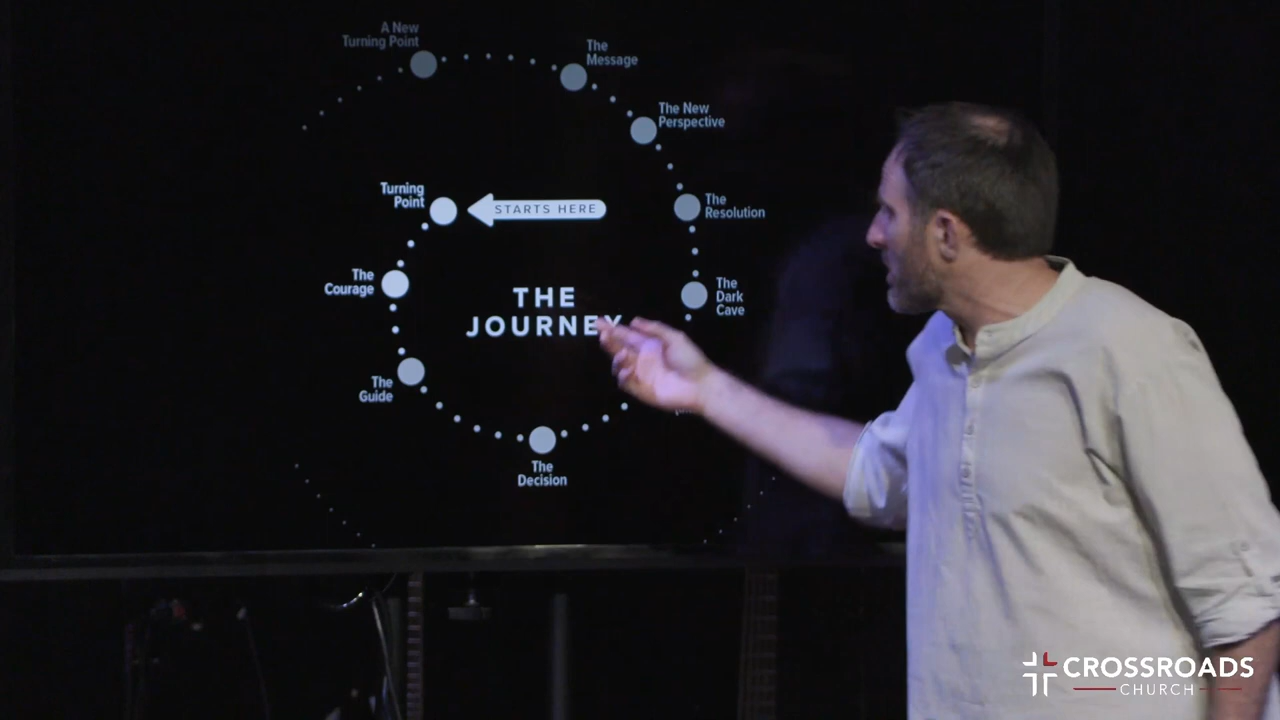 A New
Turning Point
The
Message
The New
Perspective
Turning
Point
STARTS HERE
The
Resolution
The
Courage
The
Dark
Cave
THE
JOURNEY
The
Guide
The
Decision
CROSSROADS
CHURCH